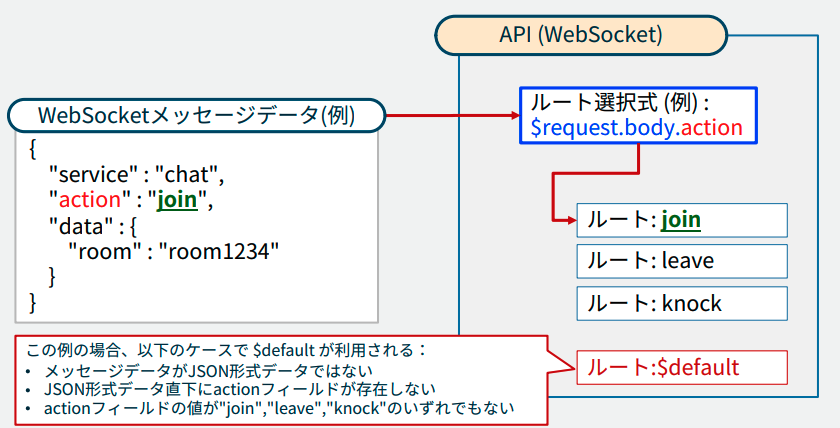 API (WebSocket)
WebSocketメッセージデータ(例)
{
"service" : "chat",
"action" : "join",
"data" : {
"room" : "room1234"
}
}
ルート選択式 (例) :
$request.body.action
ルート: join
ルート: leave
ルート: knock
ルート:$default
この例の場合、以下のケースで $default が利用される：
• メッセージデータがJSON形式データではない
• JSON形式データ直下にactionフィールドが存在しない
• actionフィールドの値が"join","leave","knock"のいずれでもない